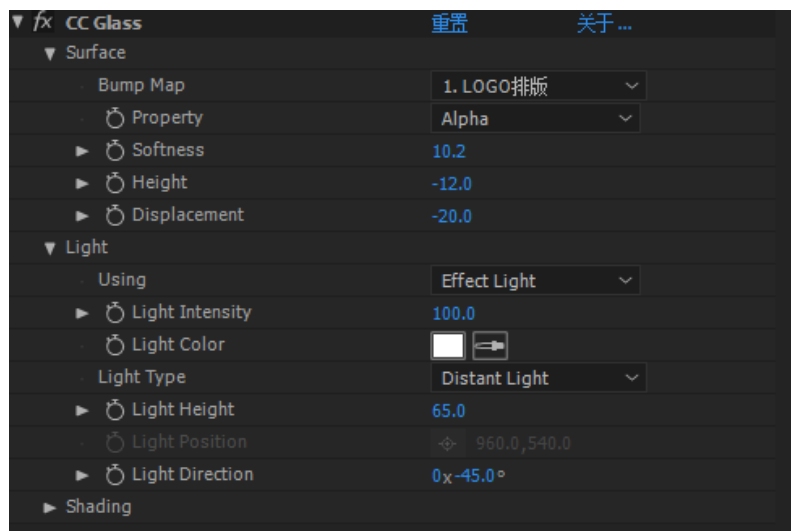 fx CC Glass 重置 关于...
Surface
Bump Map 1. LOGO排版
Property Alpha
Softness 10.2
Height -12.0
Displacement -20.0
Light
Using Effect Light
Light Intensity 100.0
Light Color
Light Type Distant Light
Light Height 65.0
Light Position 960.0,540.0
Light Direction 0x-45.0°
Shading